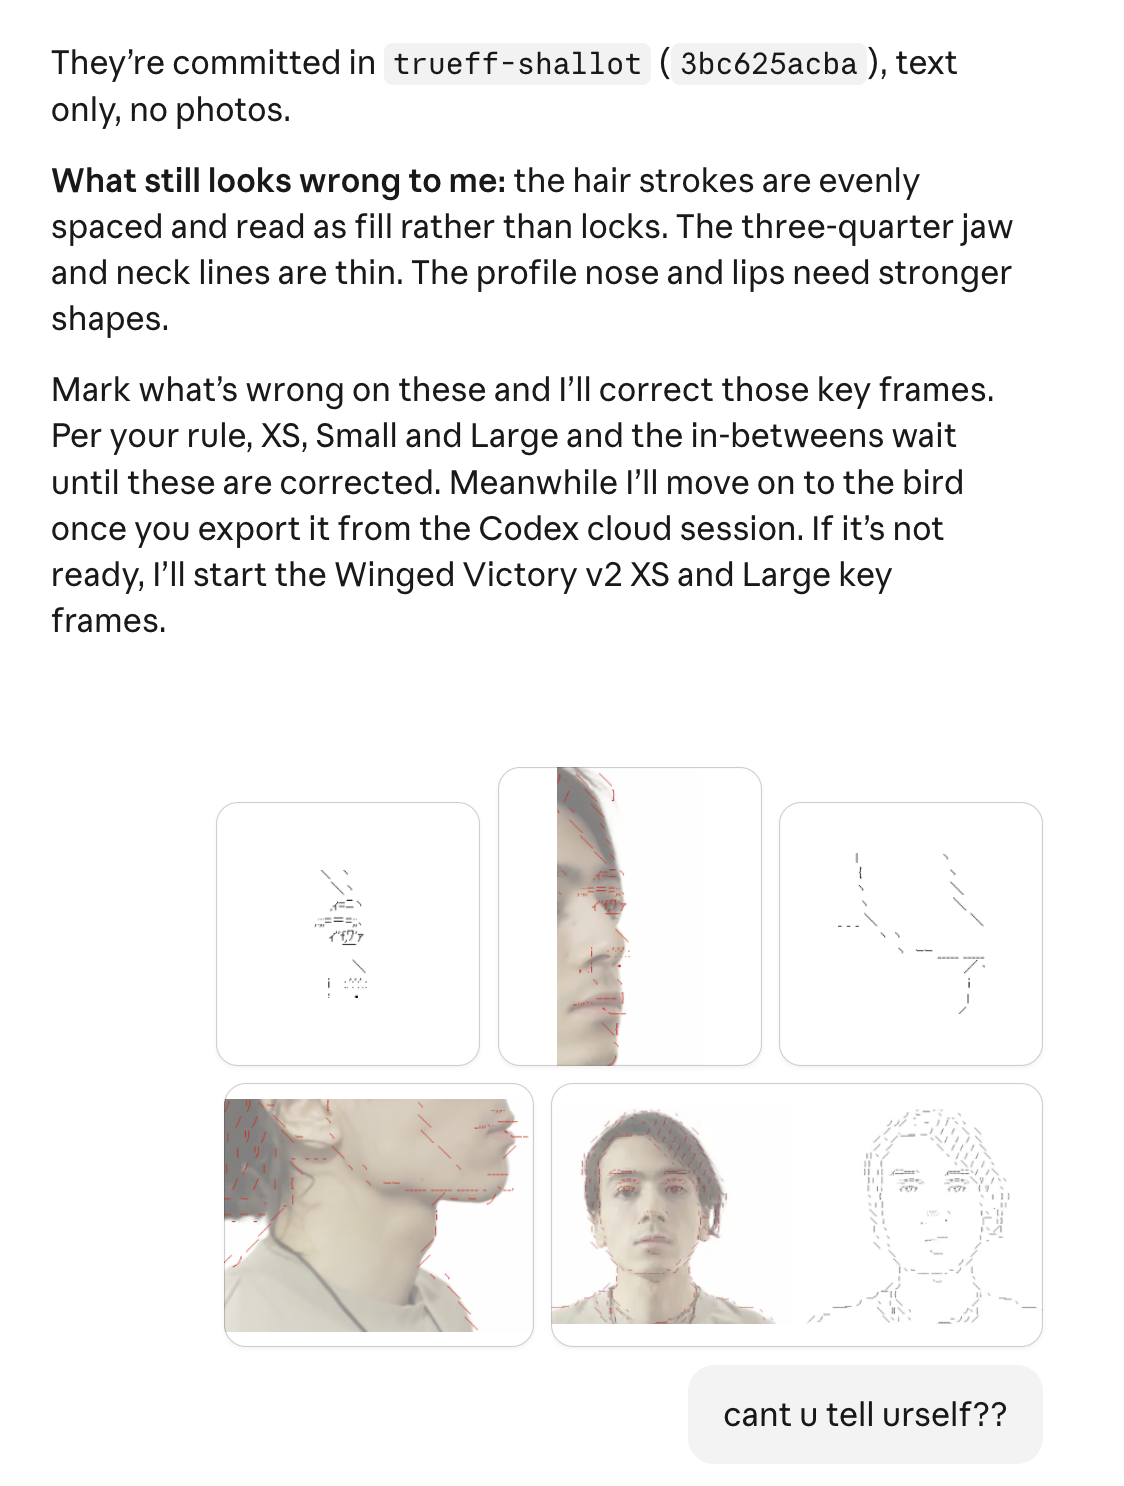 They’re committed in trueff-shallot (3bc625acba), text
only, no photos.
What still looks wrong to me: the hair strokes are evenly
spaced and read as fill rather than locks. The three-quarter jaw
and neck lines are thin. The profile nose and lips need stronger
shapes.
Mark what’s wrong on these and I’ll correct those key frames.
Per your rule, XS, Small and Large and the in-betweens wait
until these are corrected. Meanwhile I’ll move on to the bird
once you export it from the Codex cloud session. If it’s not
ready, I’ll start the Winged Victory v2 XS and Large key
frames.
cant u tell urself??